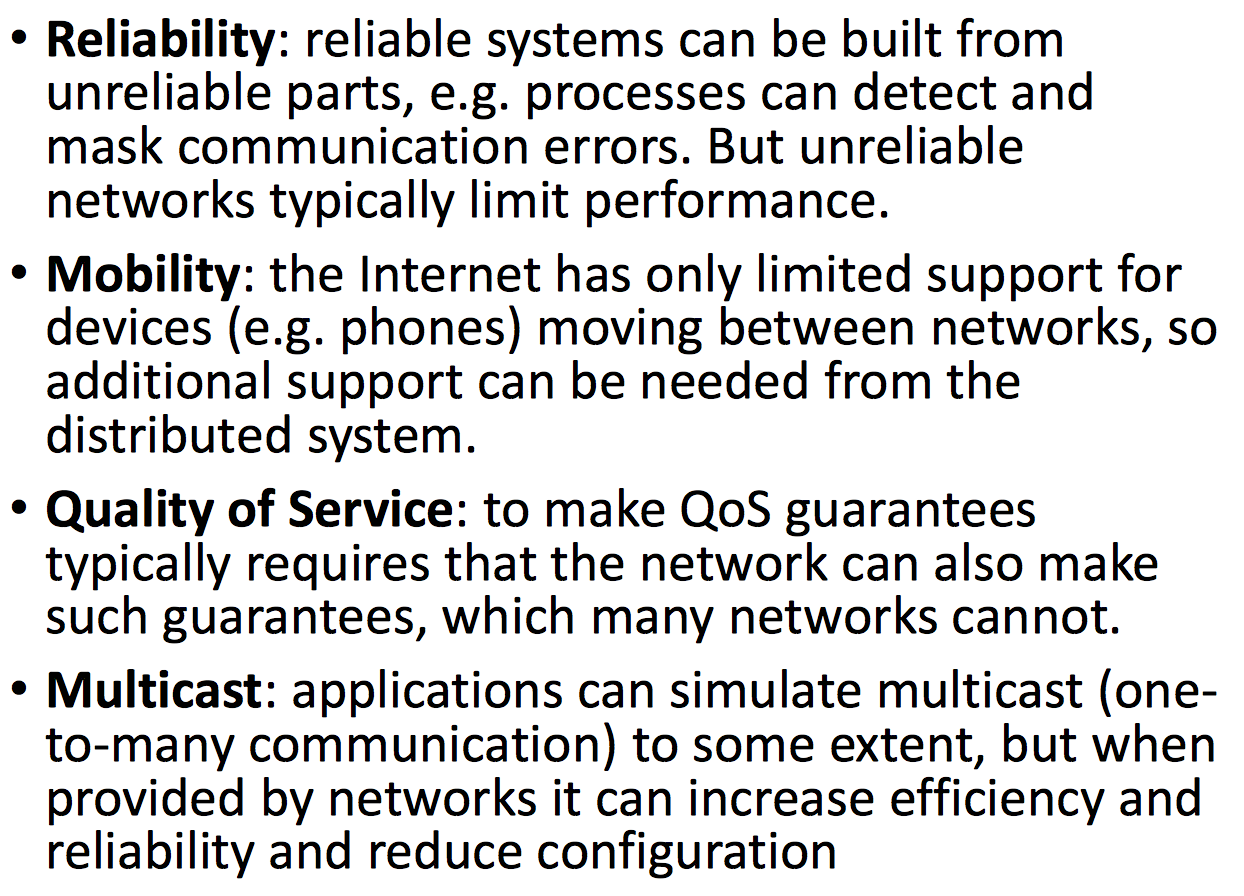 • Reliability: reliable systems can be built from
unreliable parts, e.g. processes can detect and
mask communication errors. But unreliable
networks typically limit performance.
• Mobility: the Internet has only limited support for
devices (e.g. phones) moving between networks, so
additional support can be needed from the
distributed system.
• Quality of Service: to make QoS guarantees
typically requires that the network can also make
such guarantees, which many networks cannot.
• Multicast: applications can simulate multicast (one-
to-many communication) to some extent, but when
provided by networks it can increase efficiency and
reliability and reduce configuration